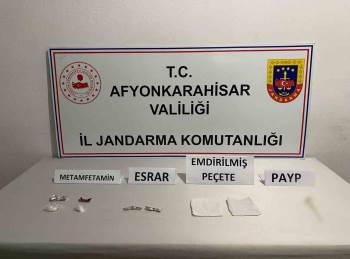 T.C.
AFYONKARAHİSAR
VALİLİĞİ
İL JANDARMA KOMUTANLIĞI
METAMFETAMİN
ESRAR
EMDİRİLMİŞ
PEÇETE
PAYP